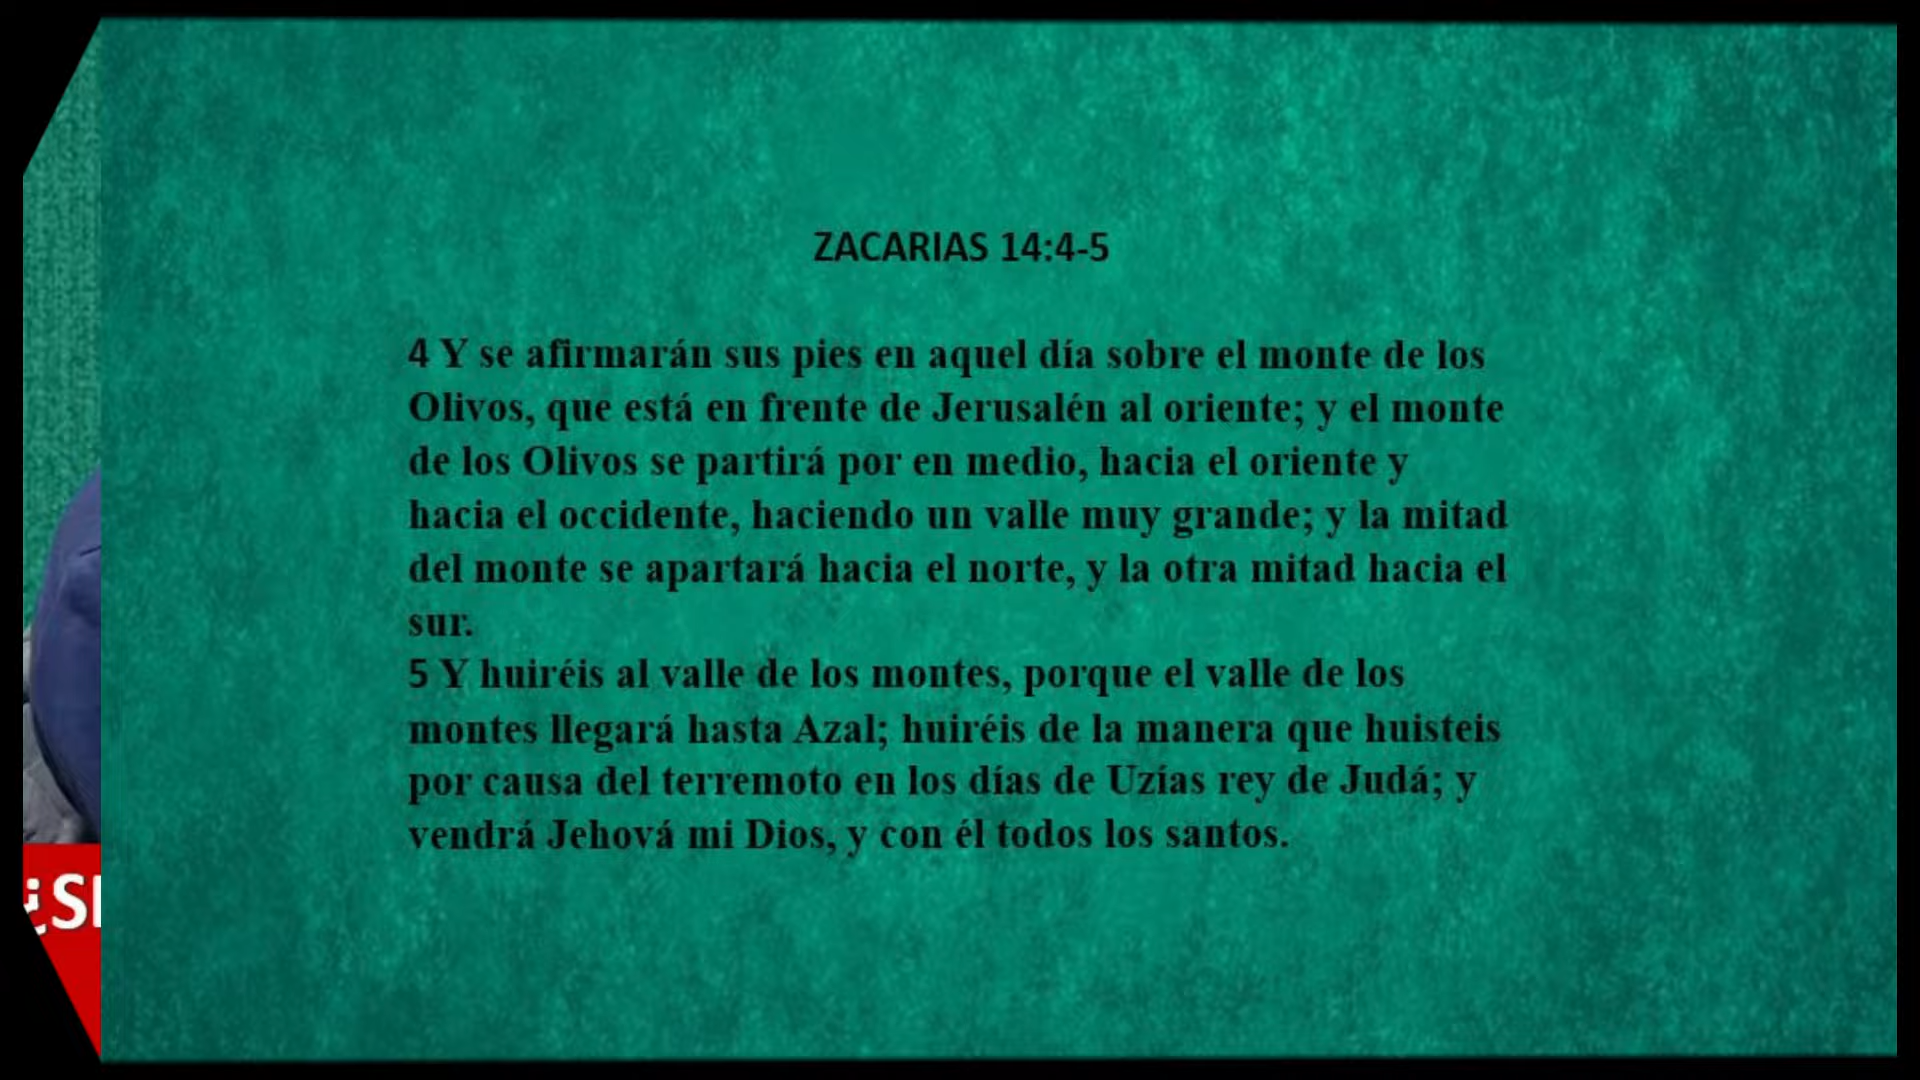 ZACARIAS 14:4-5
4 Y se afirmarán sus pies en aquel día sobre el monte de los
Olivos, que está en frente de Jerusalén al oriente; y el monte
de los Olivos se partirá por en medio, hacia el oriente y
hacia el occidente, haciendo un valle muy grande; y la mitad
del monte se apartará hacia el norte, y la otra mitad hacia el
sur.
5 Y huiréis al valle de los montes, porque el valle de los
montes llegará hasta Azal; huiréis de la manera que huisteis
por causa del terremoto en los días de Uzías rey de Judá; y
vendrá Jehová mi Dios, y con él todos los santos.